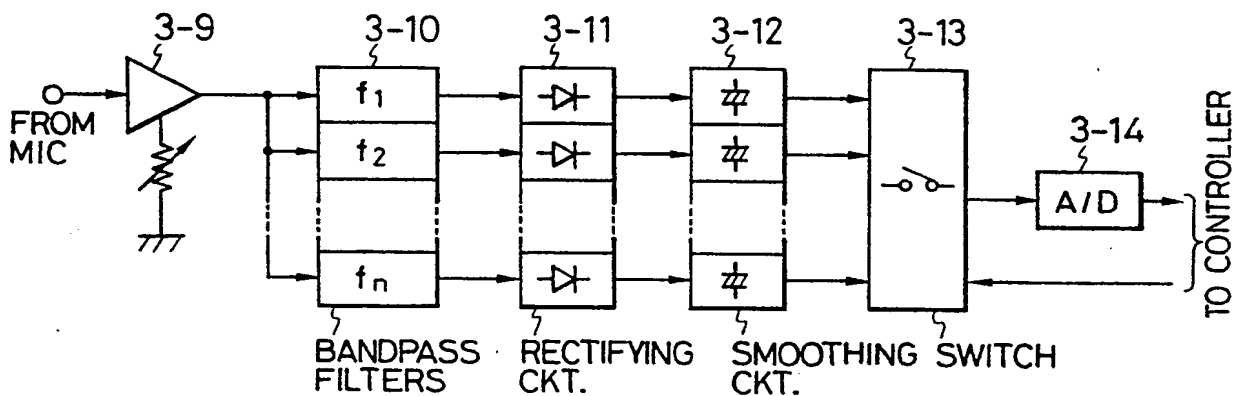 3-9
3-10
3-11
3-12
3-13
3-14
FROM
MIC
f1
f2
fn
A/D
TO CONTROLLER
BANDPASS
FILTERS
RECTIFYING
CKT.
SMOOTHING
CKT.
SWITCH